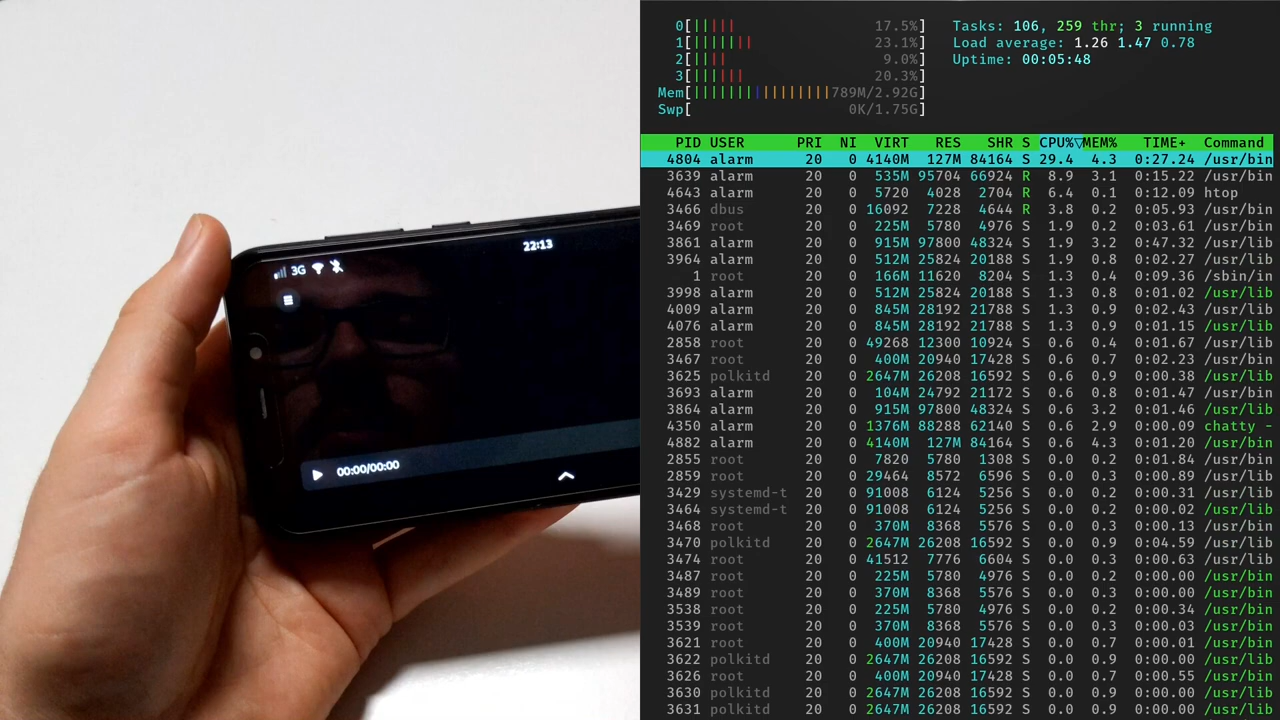 22:13
3G
00:00/00:00
0[|||||| 17.5%] Tasks: 106, 259 thr; 3 running
1[|||||||| 23.1%] Load average: 1.26 1.47 0.78
2[|||| 9.0%] Uptime: 00:05:48
3[||||||| 20.3%]
Mem[|||||||||||||||||789M/2.92G]
Swp[ 0K/1.75G]
PID USER PRI NI VIRT RES SHR S CPU%▽MEM% TIME+ Command
4804 alarm 20 0 4140M 127M 84164 S 29.4 4.3 0:27.24 /usr/bin
3639 alarm 20 0 535M 95704 66924 R 8.9 3.1 0:15.22 /usr/bin
4643 alarm 20 0 5720 4028 2704 R 6.4 0.1 0:12.09 htop
3466 dbus 20 0 16092 7228 4644 R 3.8 0.2 0:05.93 /usr/bin
3469 root 20 0 225M 5780 4976 S 1.9 0.2 0:03.61 /usr/bin
3861 alarm 20 0 915M 97800 48324 S 1.9 3.2 0:47.32 /usr/bin
3964 alarm 20 0 512M 25824 20188 S 1.9 0.8 0:02.27 /usr/lib
1 root 20 0 166M 11620 8204 S 1.3 0.4 0:09.36 /sbin/in
3998 alarm 20 0 512M 25824 20188 S 1.3 0.8 0:01.02 /usr/lib
4009 alarm 20 0 845M 28192 21788 S 1.3 0.9 0:02.43 /usr/lib
4076 alarm 20 0 845M 28192 21788 S 1.3 0.9 0:01.15 /usr/lib
2858 root 20 0 49268 12300 10924 S 0.6 0.4 0:01.67 /usr/lib
3467 root 20 0 400M 20940 17428 S 0.6 0.7 0:02.23 /usr/bin
3625 polkitd 20 0 2647M 26208 16592 S 0.6 0.9 0:00.38 /usr/lib
3693 alarm 20 0 104M 24792 21172 S 0.6 0.8 0:01.47 /usr/bin
3864 alarm 20 0 915M 97800 48324 S 0.6 3.2 0:01.46 /usr/lib
4350 alarm 20 0 1376M 88288 62140 S 0.6 2.9 0:00.09 chatty -
4882 alarm 20 0 4140M 127M 84164 S 0.6 4.3 0:01.20 /usr/bin
2855 root 20 0 7820 5780 1308 S 0.0 0.2 0:01.84 /usr/lib
2859 root 20 0 29464 8572 6596 S 0.0 0.3 0:00.89 /usr/lib
3429 systemd-t 20 0 91008 6124 5256 S 0.0 0.2 0:00.31 /usr/lib
3464 systemd-t 20 0 91008 6124 5256 S 0.0 0.2 0:00.02 /usr/lib
3468 root 20 0 370M 8368 5576 S 0.0 0.3 0:00.13 /usr/bin
3470 polkitd 20 0 2647M 26208 16592 S 0.0 0.9 0:04.59 /usr/lib
3474 root 20 0 41512 7776 6604 S 0.0 0.3 0:00.63 /usr/lib
3487 root 20 0 225M 5780 4976 S 0.0 0.2 0:00.00 /usr/bin
3489 root 20 0 370M 8368 5576 S 0.0 0.3 0:00.00 /usr/bin
3538 root 20 0 225M 5780 4976 S 0.0 0.2 0:00.34 /usr/bin
3539 root 20 0 370M 8368 5576 S 0.0 0.3 0:00.03 /usr/bin
3621 root 20 0 400M 20940 17428 S 0.0 0.7 0:00.01 /usr/bin
3622 polkitd 20 0 2647M 26208 16592 S 0.0 0.9 0:00.00 /usr/lib
3626 root 20 0 400M 20940 17428 S 0.0 0.7 0:00.55 /usr/bin
3630 polkitd 20 0 2647M 26208 16592 S 0.0 0.9 0:00.00 /usr/lib
3631 polkitd 20 0 2647M 26208 16592 S 0.0 0.9 0:00.00 /usr/lib